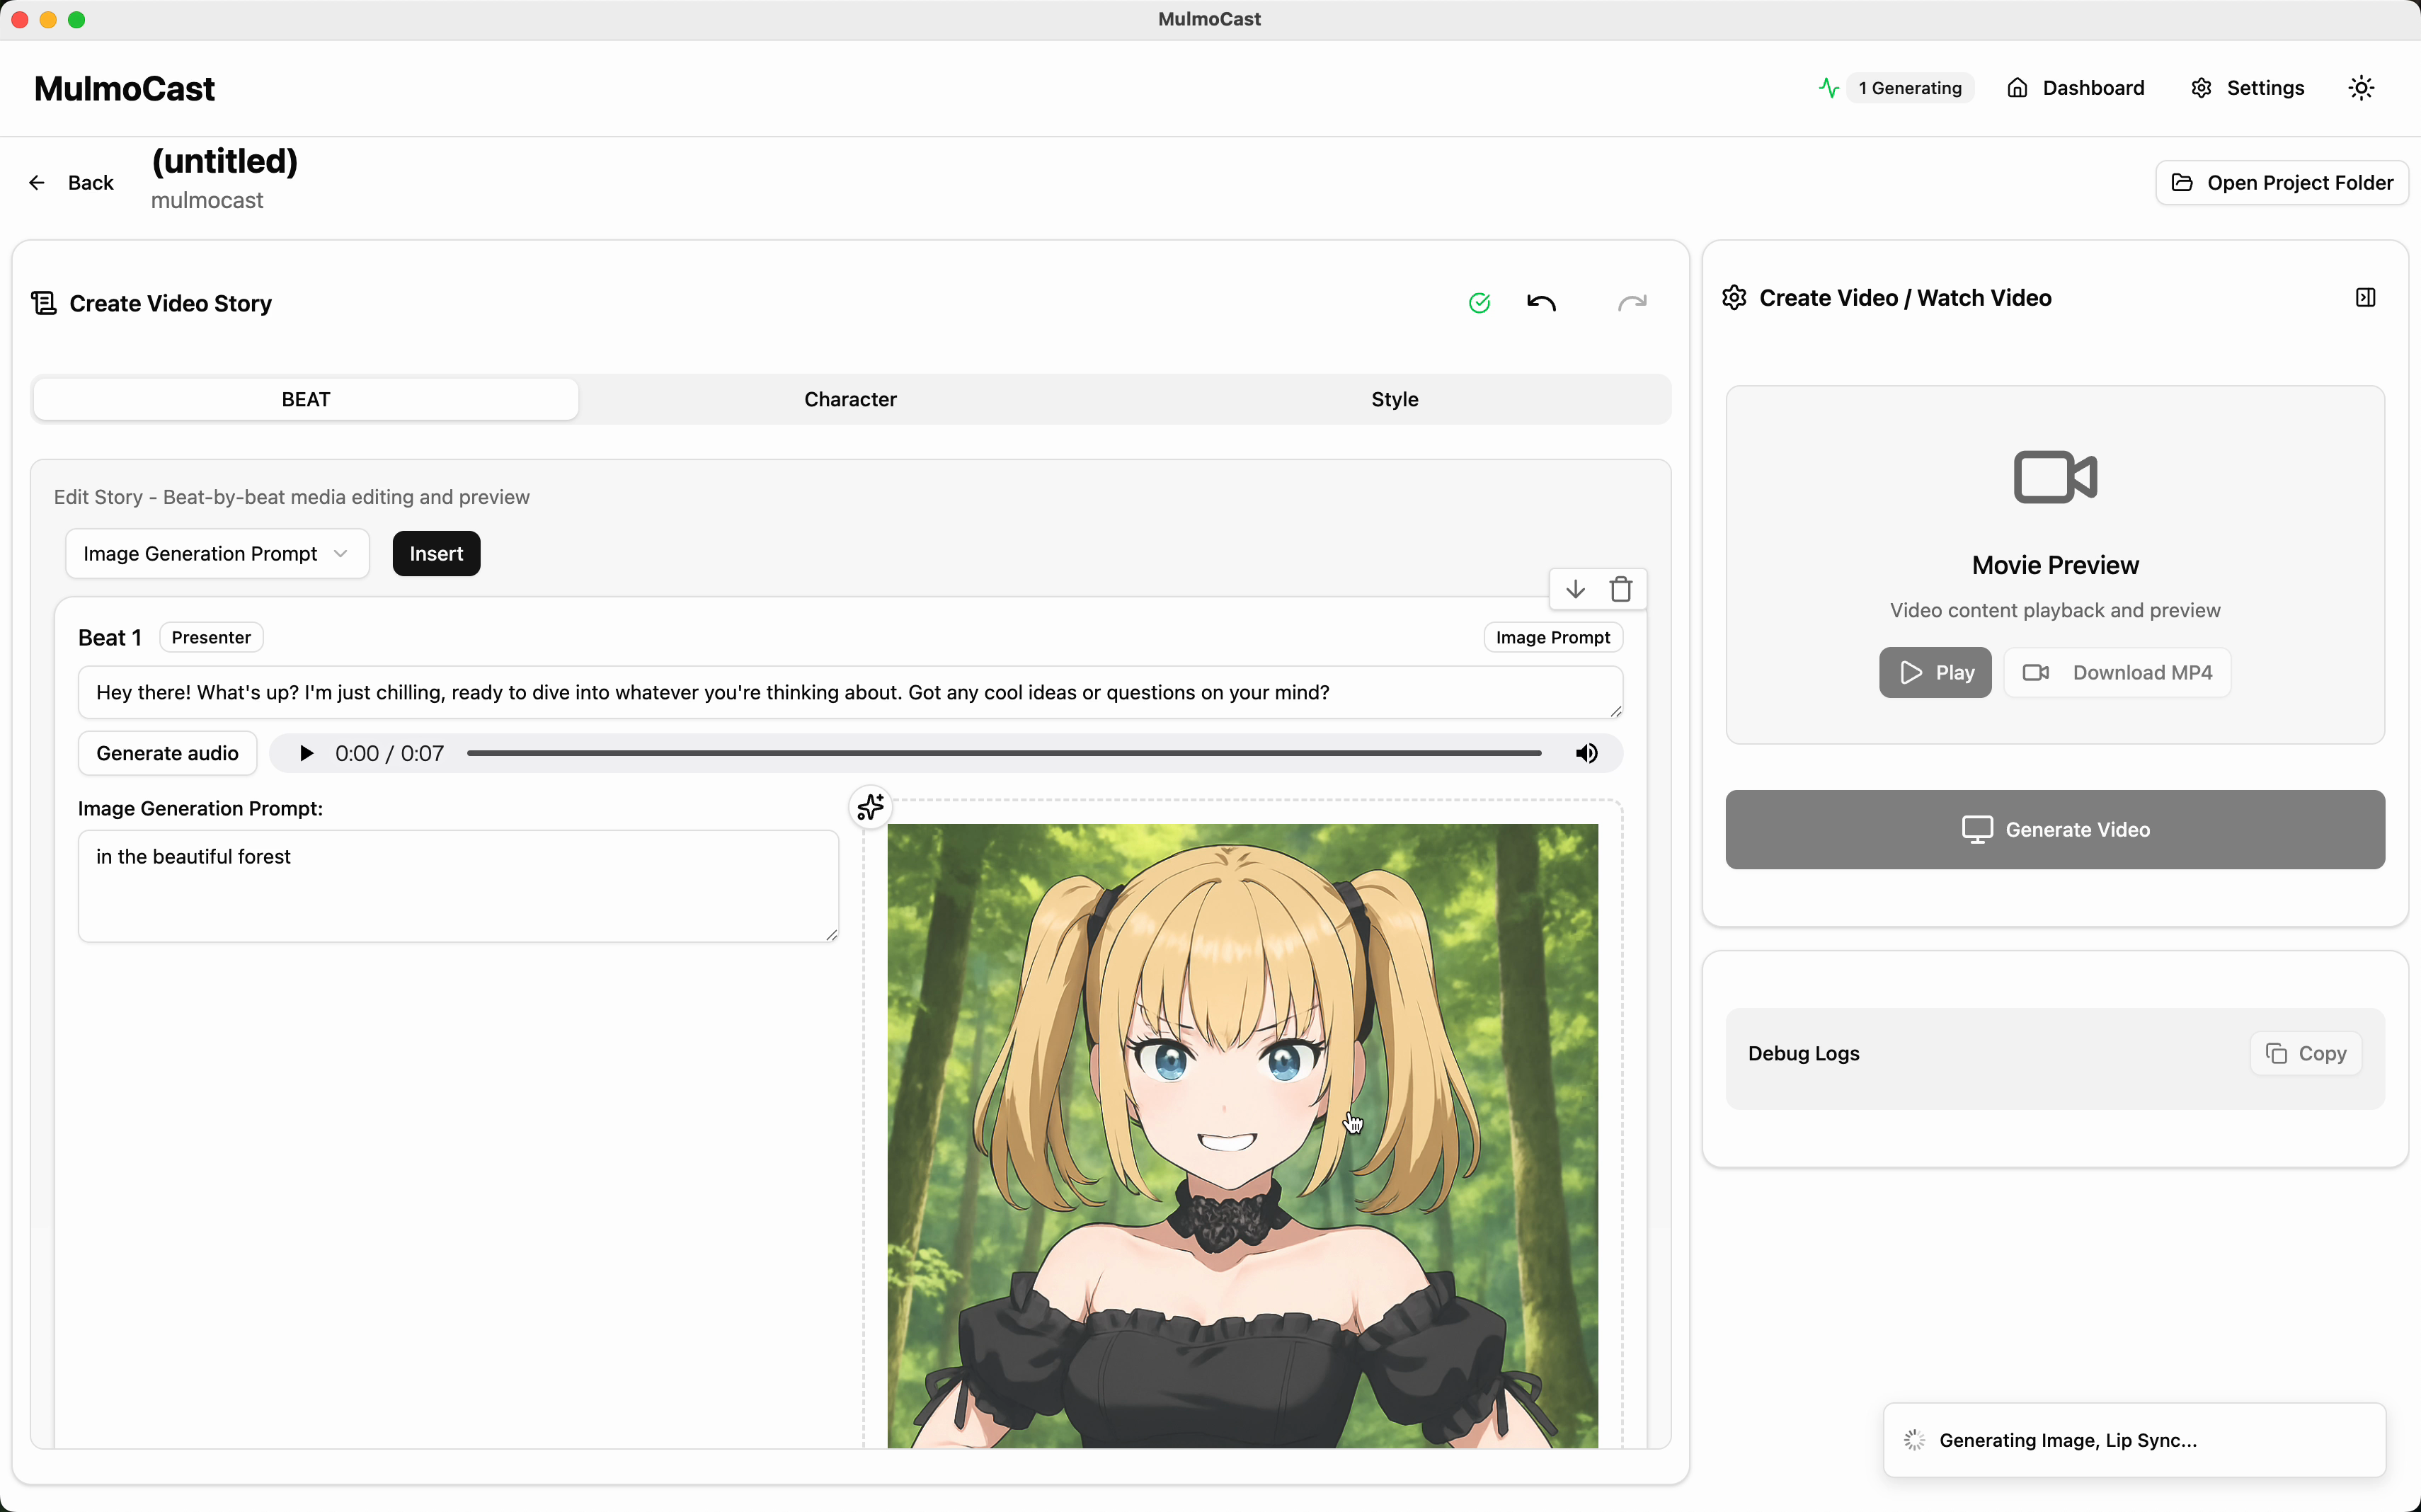 MulmoCast
MulmoCast
1 Generating
Dashboard
Settings
Back
(untitled)
mulmocast
Open Project Folder
Create Video Story
BEAT
Character
Style
Edit Story - Beat-by-beat media editing and preview
Image Generation Prompt
Insert
Beat 1
Presenter
Image Prompt
Hey there! What's up? I'm just chilling, ready to dive into whatever you're thinking about. Got any cool ideas or questions on your mind?
Generate audio
0:00 / 0:07
Image Generation Prompt:
in the beautiful forest
Create Video / Watch Video
Movie Preview
Video content playback and preview
Play
Download MP4
Generate Video
Debug Logs
Copy
Generating Image, Lip Sync...